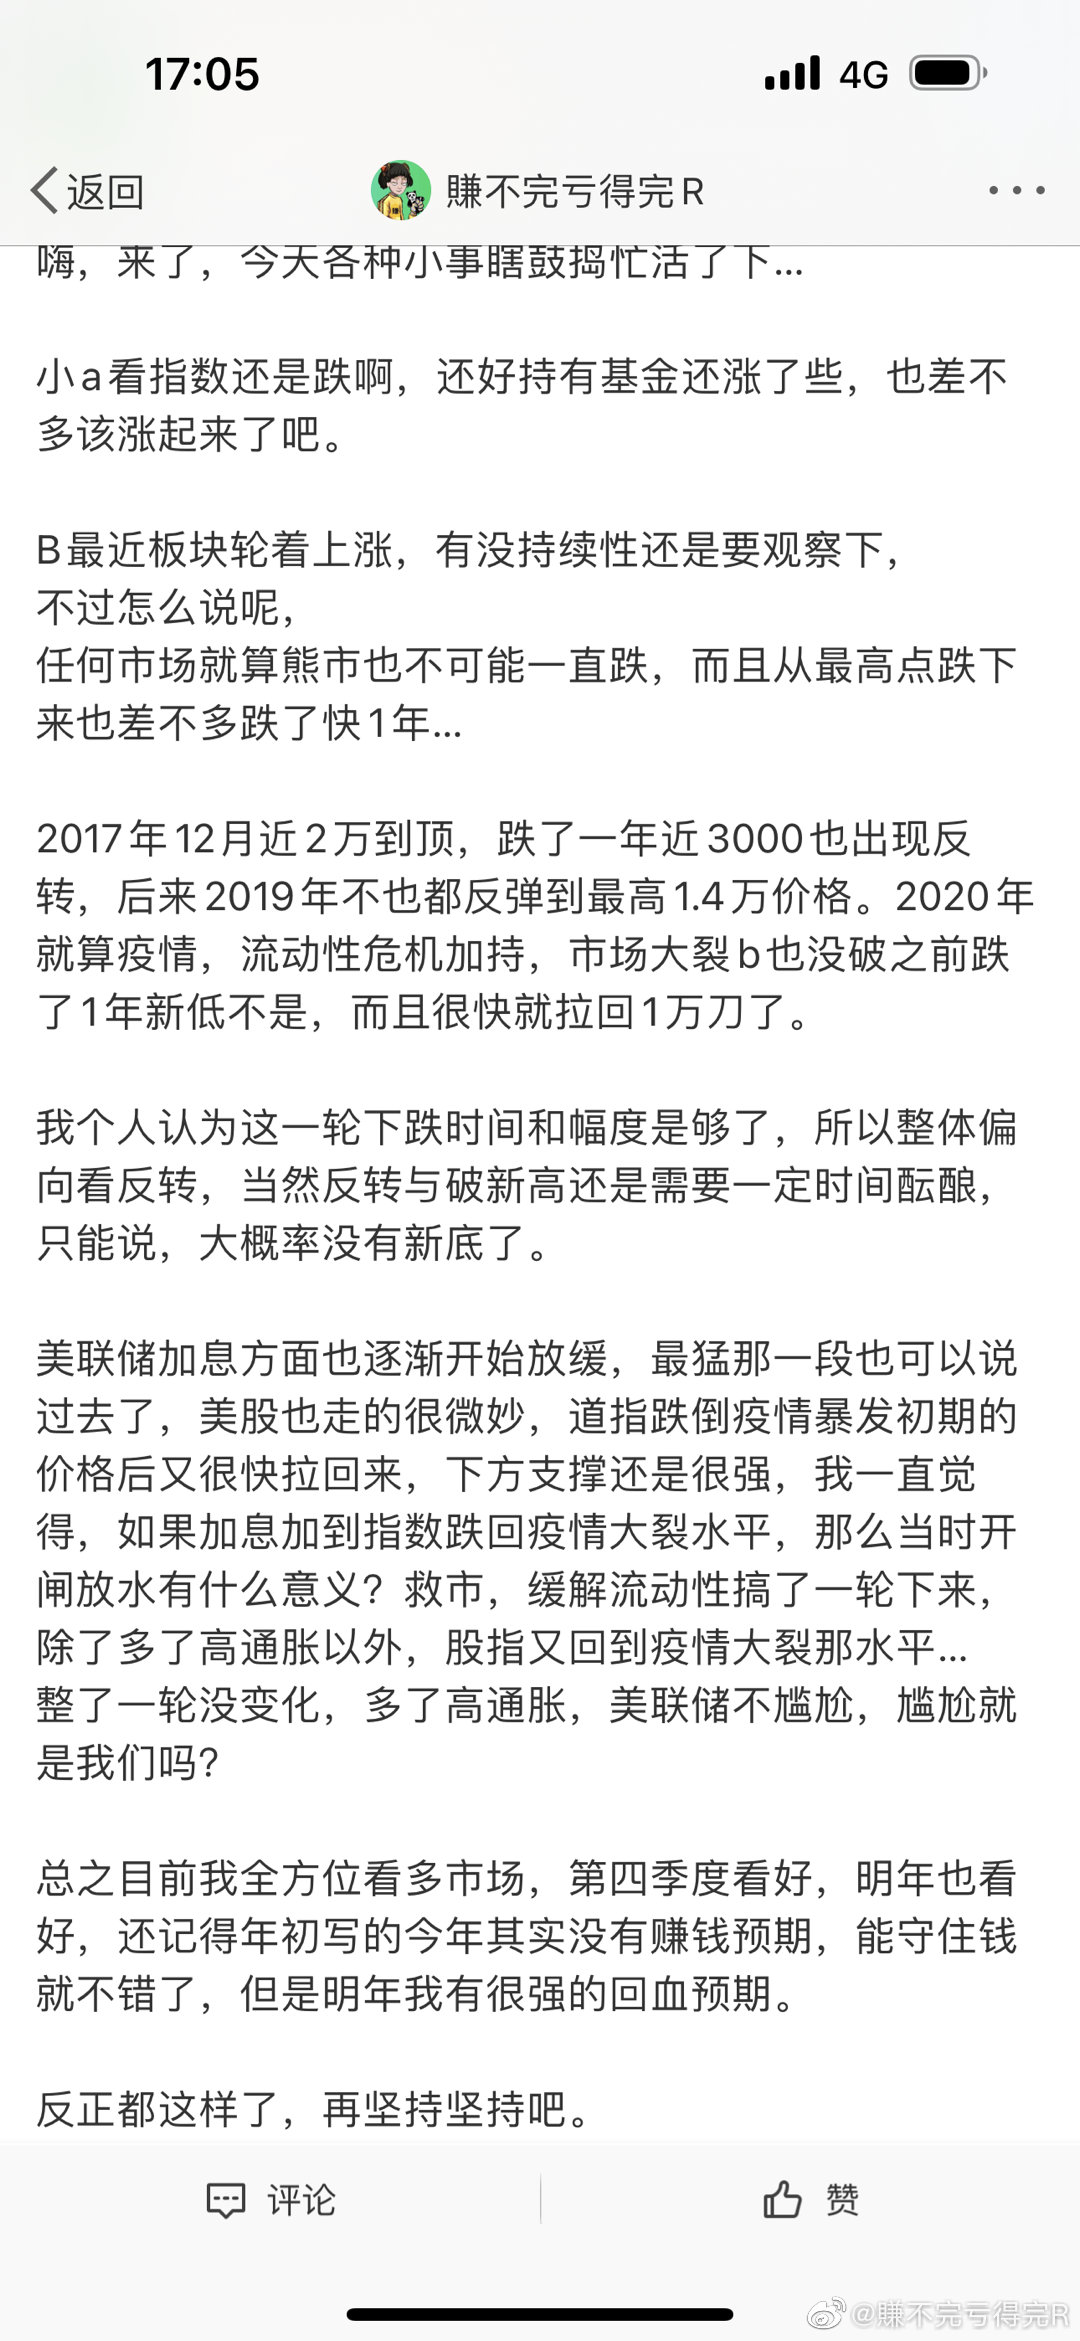 17:05
4G
返回
賺不完亏得完R
嗨，来了，今天各种小事瞎鼓捣忙活了下...
小a看指数还是跌啊，还好持有基金还涨了些，也差不
多该涨起来了吧。
B最近板块轮着上涨，有没持续性还是要观察下，
不过怎么说呢，
任何市场就算熊市也不可能一直跌，而且从最高点跌下
来也差不多跌了快1年...
2017年12月近2万到顶，跌了一年近3000也出现反
转，后来2019年不也都反弹到最高1.4万价格。2020年
就算疫情，流动性危机加持，市场大裂b也没破之前跌
了1年新低不是，而且很快就拉回1万刀了。
我个人认为这一轮下跌时间和幅度是够了，所以整体偏
向看反转，当然反转与破新高还是需要一定时间酝酿，
只能说，大概率没有新底了。
美联储加息方面也逐渐开始放缓，最猛那一段也可以说
过去了，美股也走的很微妙，道指跌倒疫情暴发初期的
价格后又很快拉回来，下方支撑还是很强，我一直觉
得，如果加息加到指数跌回疫情大裂水平，那么当时开
闸放水有什么意义？救市，缓解流动性搞了一轮下来，
除了多了高通胀以外，股指又回到疫情大裂那水平...
整了一轮没变化，多了高通胀，美联储不尴尬，尴尬就
是我们吗？
总之目前我全方位看多市场，第四季度看好，明年也看
好，还记得年初写的今年其实没有赚钱预期，能守住钱
就不错了，但是明年我有很强的回血预期。
反正都这样了，再坚持坚持吧。
评论
赞
@賺不完亏得完R